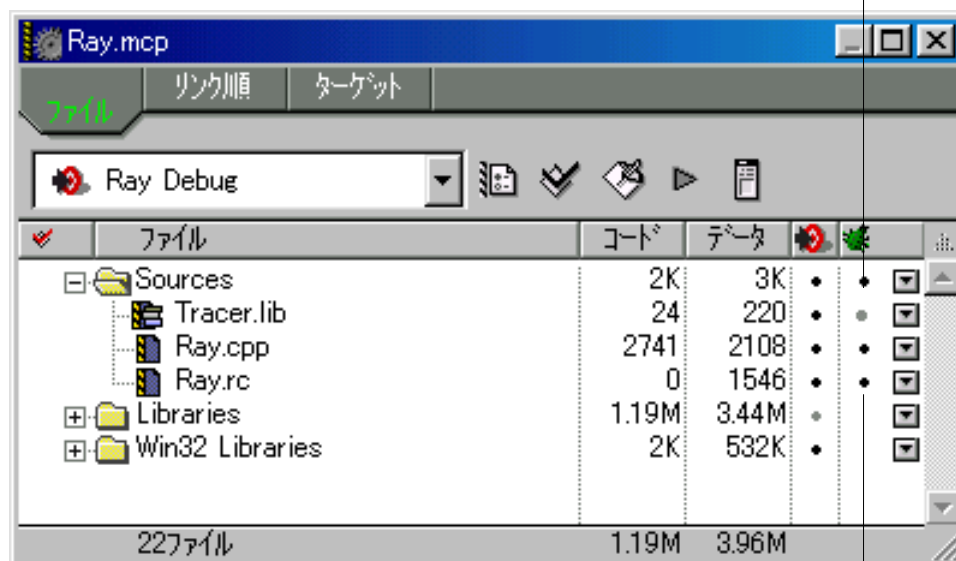 Ray.mcp
ファイル リンク順 ターゲット
Ray Debug
ファイル コード データ
Sources 2K 3K
Tracer.lib 24 220
Ray.cpp 2741 2108
Ray.rc 0 1546
Libraries 1.19M 3.44M
Win32 Libraries 2K 532K
22ファイル 1.19M 3.96M